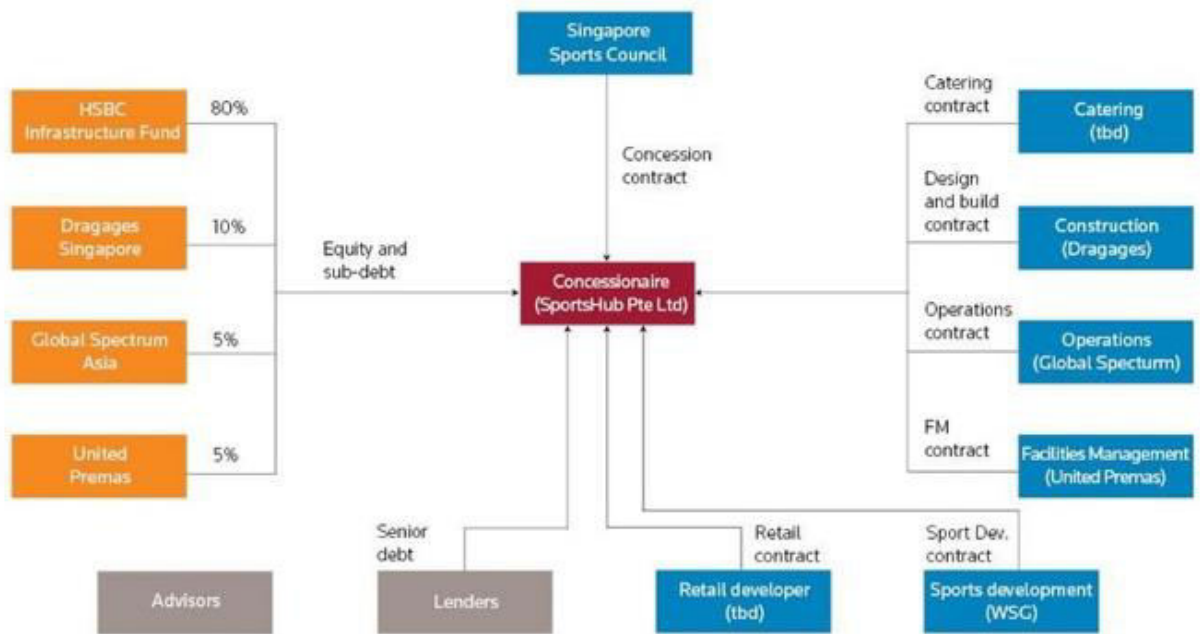 Singapore
Sports Council
HSBC
Infrastructure Fund
80%
Catering
contract
Catering
(tbd)
Concession
contract
Dragages
Singapore
10%
Design
and build
contract
Construction
(Dragages)
Equity and
sub-debt
Concessionaire
(SportsHub Pte Ltd)
Global Spectrum
Asia
5%
Operations
contract
Operations
(Global Specturm)
United
Premas
5%
FM
contract
Facilities Management
(United Premas)
Senior
debt
Retail
contract
Sport Dev.
contract
Advisors
Lenders
Retail developer
(tbd)
Sports development
(WSG)